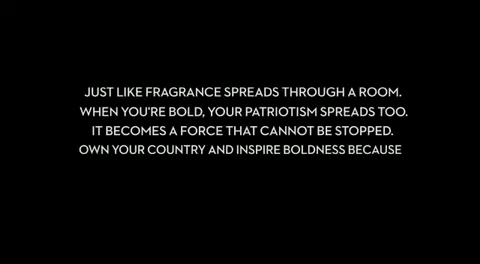 JUST LIKE FRAGRANCE SPREADS THROUGH A ROOM.
WHEN YOU'RE BOLD, YOUR PATRIOTISM SPREADS TOO.
IT BECOMES A FORCE THAT CANNOT BE STOPPED.
OWN YOUR COUNTRY AND INSPIRE BOLDNESS BECAUSE